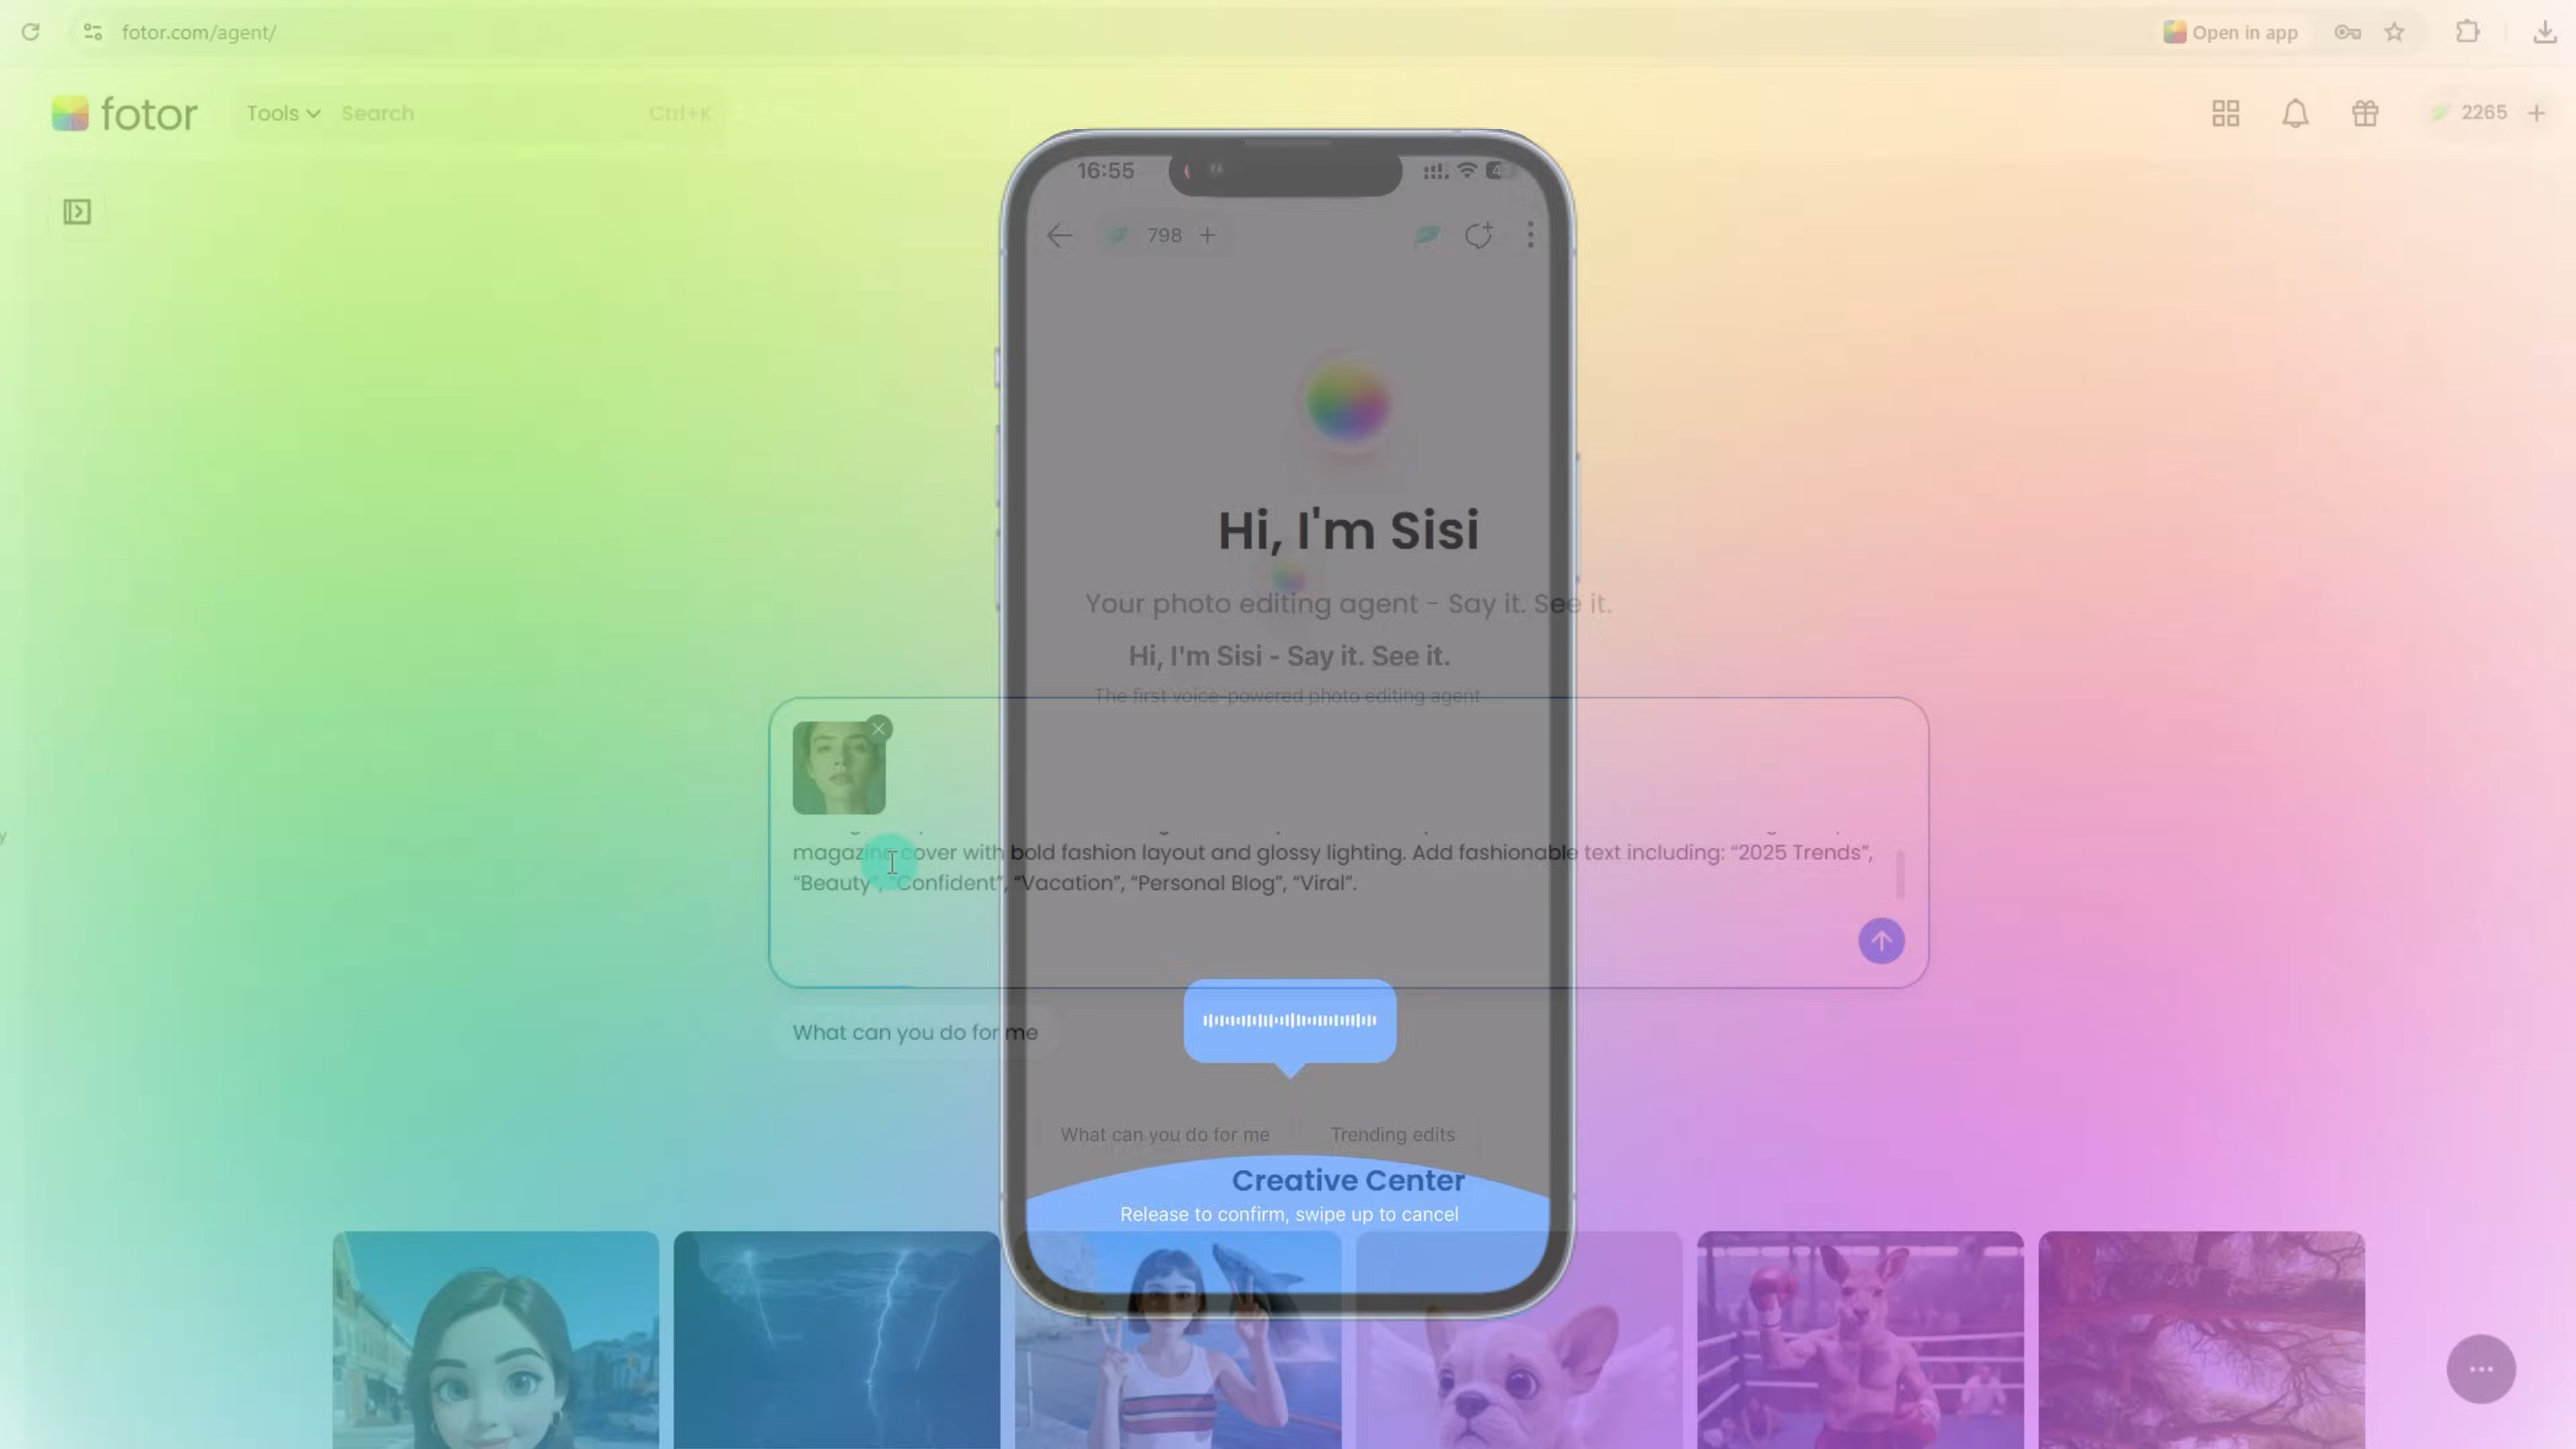 fotor.com/agent/
Open in app
fotor
Tools
Search
Ctrl+K
2265
16:55
798
Hi, I'm Sisi
Your photo editing agent - Say it. See it.
Hi, I'm Sisi - Say it. See it.
The first voice-powered photo editing agent
magazine cover with bold fashion layout and glossy lighting. Add fashionable text including: “2025 Trends”,
“Beauty”, “Confident”, “Vacation”, “Personal Blog”, “Viral”.
What can you do for me
What can you do for me
Trending edits
Creative Center
Release to confirm, swipe up to cancel